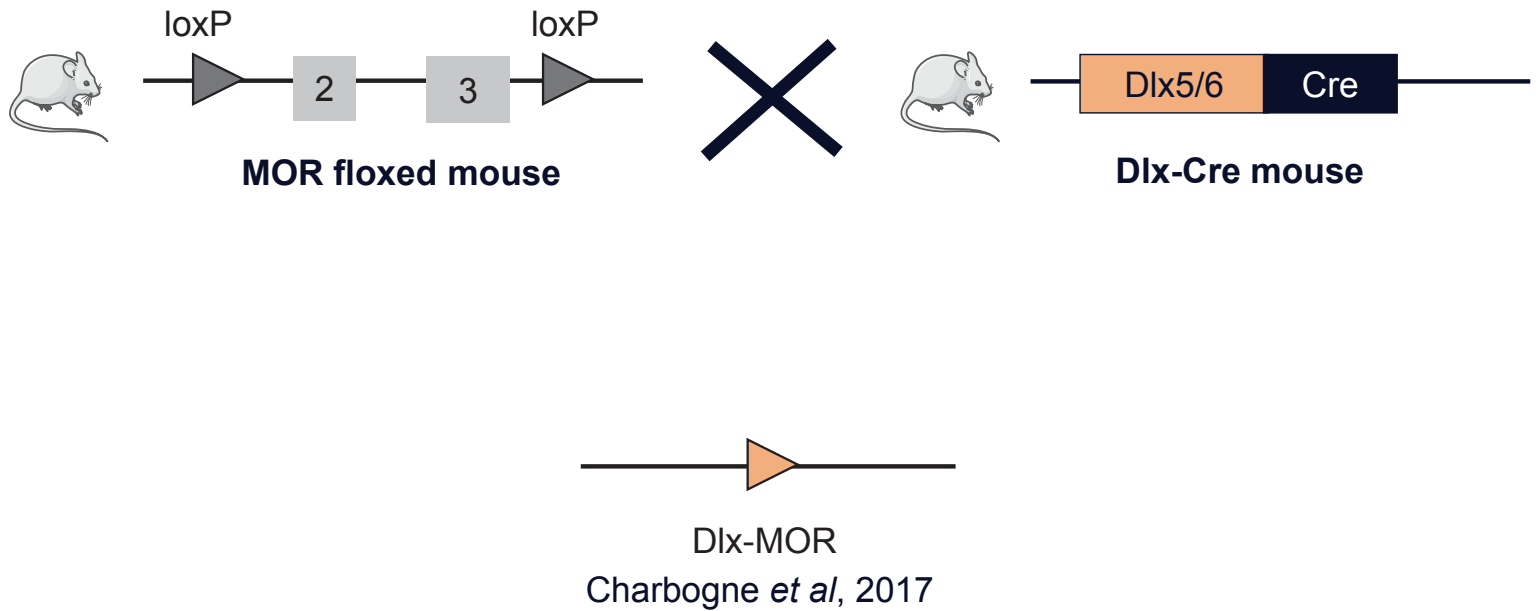 loxP
loxP
2
3
MOR floxed mouse
Dlx5/6
Cre
Dlx-Cre mouse
Dlx-MOR
Charbogne et al, 2017